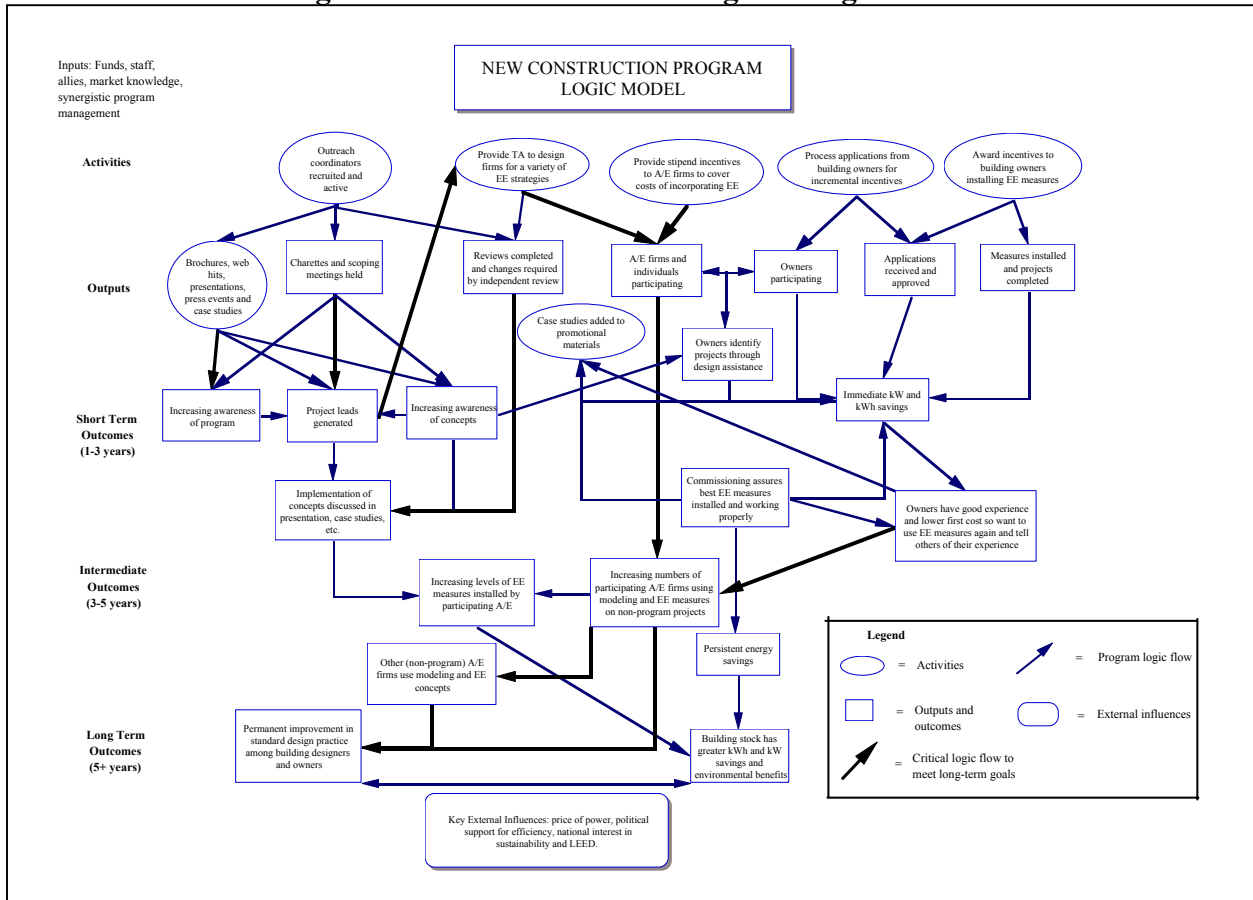 NEW CONSTRUCTION PROGRAM
LOGIC MODEL
Inputs: Funds, staff,
allies, market knowledge,
synergistic program
management
Activities
Outreach
coordinators
recruited and
active
Provide TA to design
firms for a variety of
EE strategies
Provide stipend incentives
to A/E firms to cover
costs of incorporating EE
Process applications from
building owners for
incremental incentives
Award incentives to
building owners
installing EE measures
Outputs
Brochures, web
hits,
presentations,
press events and
case studies
Charettes and scoping
meetings held
Reviews completed
and changes required
by independent review
A/E firms and
individuals
participating
Owners
participating
Applications
received and
approved
Measures installed
and projects
completed
Case studies added to
promotional
materials
Owners identify
projects through
design assistance
Short Term
Outcomes
(1-3 years)
Increasing awareness
of program
Project leads
generated
Increasing awareness
of concepts
Immediate kW and
kWh savings
Implementation of
concepts discussed in
presentation, case studies,
etc.
Commissioning assures
best EE measures
installed and working
properly
Owners have good experience
and lower first cost so want to
use EE measures again and tell
others of their experience
Intermediate
Outcomes
(3-5 years)
Increasing levels of EE
measures installed by
participating A/E
Increasing numbers of
participating A/E firms using
modeling and EE measures
on non-program projects
Other (non-program) A/E
firms use modeling and EE
concepts
Persistent energy
savings
Long Term
Outcomes
(5+ years)
Permanent improvement in
standard design practice
among building designers
and owners
Building stock has
greater kWh and kW
savings and
environmental benefits
Key External Influences: price of power, political
support for efficiency, national interest in
sustainability and LEED.
Legend
= Activities
= Program logic flow
= Outputs and
outcomes
= External influences
= Critical logic flow to
meet long-term goals